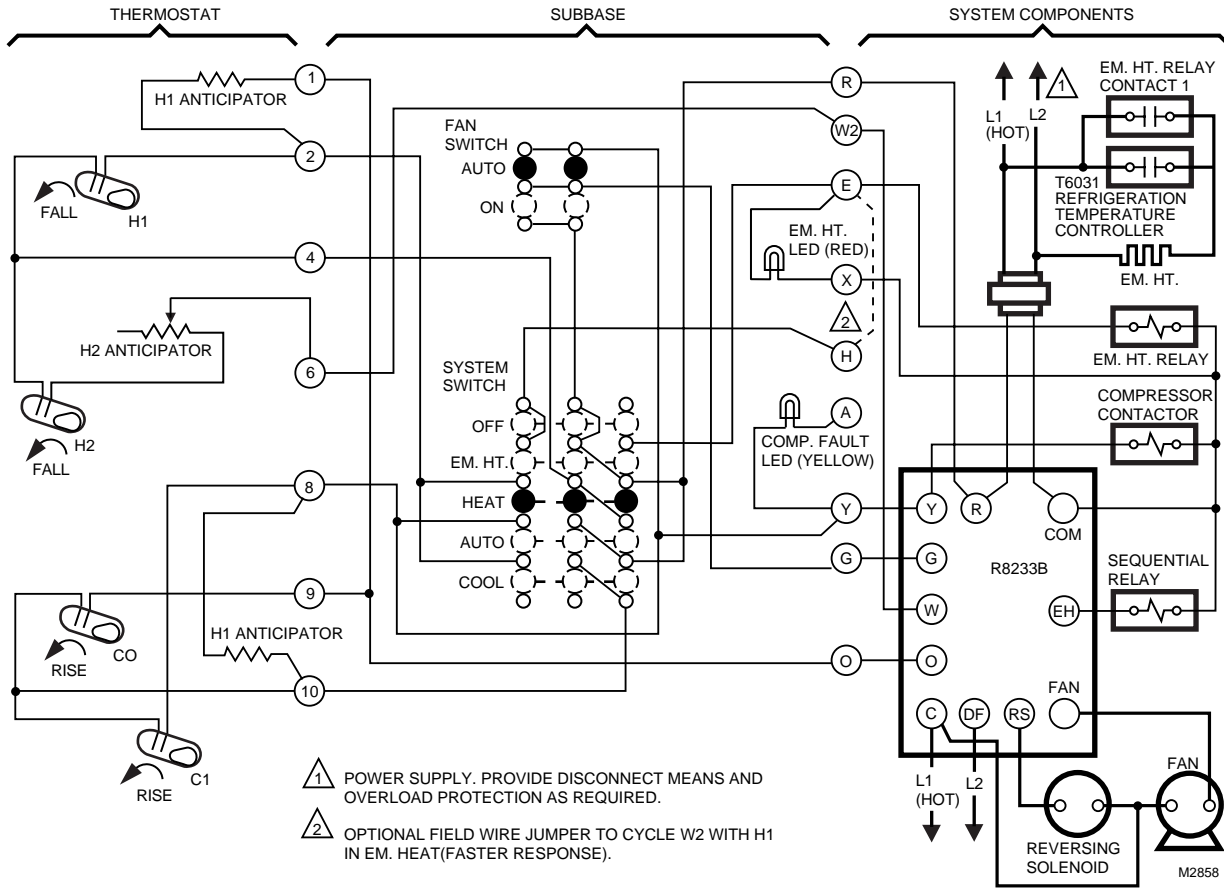 THERMOSTAT
SUBBASE
SYSTEM COMPONENTS
1
H1 ANTICIPATOR
2
FALL
H1
4
H2 ANTICIPATOR
6
H2
FALL
8
9
H1 ANTICIPATOR
CO
RISE
10
C1
RISE
FAN
SWITCH
AUTO
ON
SYSTEM
SWITCH
OFF
EM. HT.
HEAT
AUTO
COOL
R
W2
E
EM. HT.
LED (RED)
X
2
H
A
COMP. FAULT
LED (YELLOW)
Y
G
O
L1
(HOT)
L2
1
EM. HT. RELAY
CONTACT 1
T6031
REFRIGERATION
TEMPERATURE
CONTROLLER
EM. HT.
EM. HT. RELAY
COMPRESSOR
CONTACTOR
Y
R
COM
G
R8233B
SEQUENTIAL
RELAY
W
EH
O
FAN
C
DF
RS
L1
(HOT)
L2
FAN
REVERSING
SOLENOID
M2858
1
POWER SUPPLY. PROVIDE DISCONNECT MEANS AND
OVERLOAD PROTECTION AS REQUIRED.
2
OPTIONAL FIELD WIRE JUMPER TO CYCLE W2 WITH H1
IN EM. HEAT(FASTER RESPONSE).